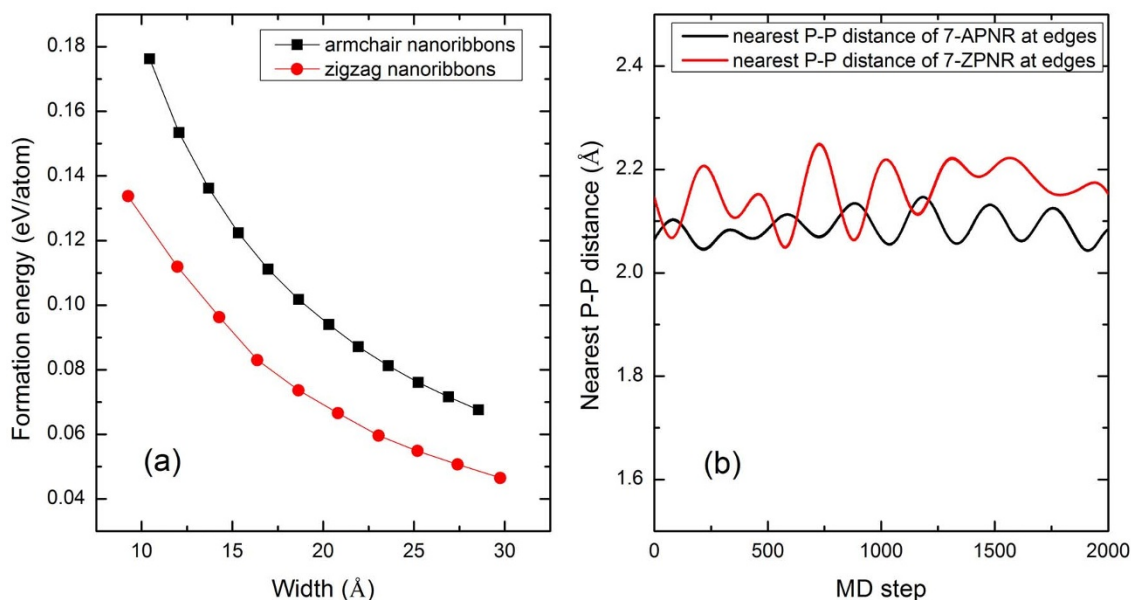 0.18
0.16
0.14
0.12
0.10
0.08
0.06
0.04
Formation energy (eV/atom)
armchair nanoribbons
zigzag nanoribbons
(a)
10 15 20 25 30
Width (Å)
2.4
2.2
2.0
1.8
1.6
Nearest P-P distance (Å)
nearest P-P distance of 7-APNR at edges
nearest P-P distance of 7-ZPNR at edges
(b)
0 500 1000 1500 2000
MD step